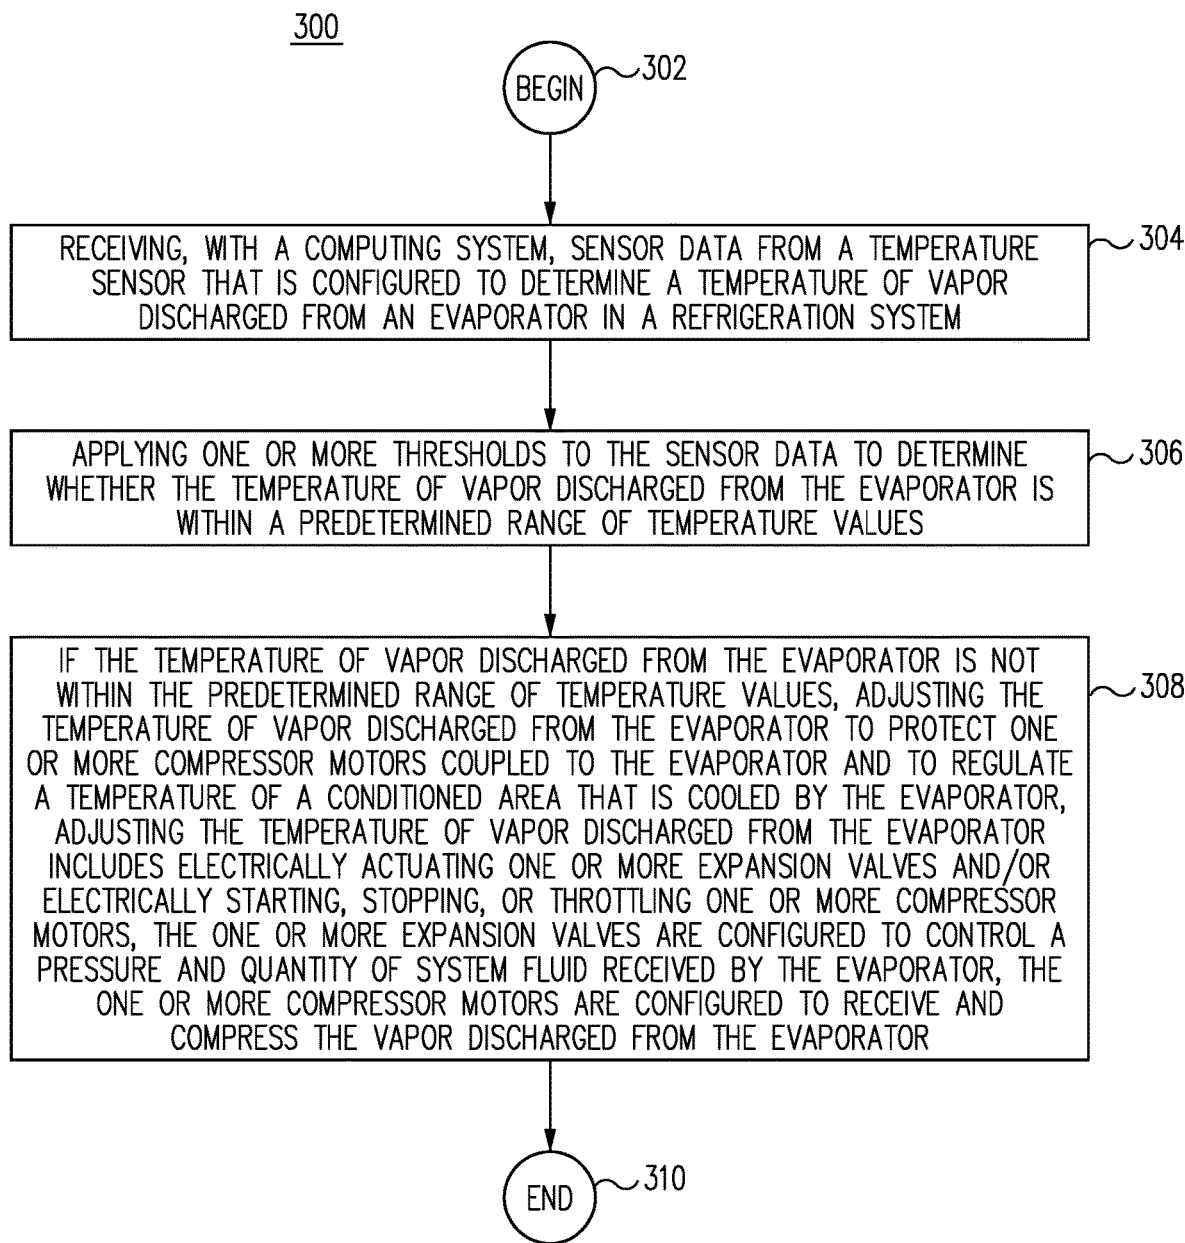 300
BEGIN
302
RECEIVING, WITH A COMPUTING SYSTEM, SENSOR DATA FROM A TEMPERATURE
SENSOR THAT IS CONFIGURED TO DETERMINE A TEMPERATURE OF VAPOR
DISCHARGED FROM AN EVAPORATOR IN A REFRIGERATION SYSTEM
304
APPLYING ONE OR MORE THRESHOLDS TO THE SENSOR DATA TO DETERMINE
WHETHER THE TEMPERATURE OF VAPOR DISCHARGED FROM THE EVAPORATOR IS
WITHIN A PREDETERMINED RANGE OF TEMPERATURE VALUES
306
IF THE TEMPERATURE OF VAPOR DISCHARGED FROM THE EVAPORATOR IS NOT
WITHIN THE PREDETERMINED RANGE OF TEMPERATURE VALUES, ADJUSTING THE
TEMPERATURE OF VAPOR DISCHARGED FROM THE EVAPORATOR TO PROTECT ONE
OR MORE COMPRESSOR MOTORS COUPLED TO THE EVAPORATOR AND TO REGULATE
A TEMPERATURE OF A CONDITIONED AREA THAT IS COOLED BY THE EVAPORATOR,
ADJUSTING THE TEMPERATURE OF VAPOR DISCHARGED FROM THE EVAPORATOR
INCLUDES ELECTRICALLY ACTUATING ONE OR MORE EXPANSION VALVES AND/OR
ELECTRICALLY STARTING, STOPPING, OR THROTTLING ONE OR MORE COMPRESSOR
MOTORS, THE ONE OR MORE EXPANSION VALVES ARE CONFIGURED TO CONTROL A
PRESSURE AND QUANTITY OF SYSTEM FLUID RECEIVED BY THE EVAPORATOR, THE
ONE OR MORE COMPRESSOR MOTORS ARE CONFIGURED TO RECEIVE AND
COMPRESS THE VAPOR DISCHARGED FROM THE EVAPORATOR
308
END
310